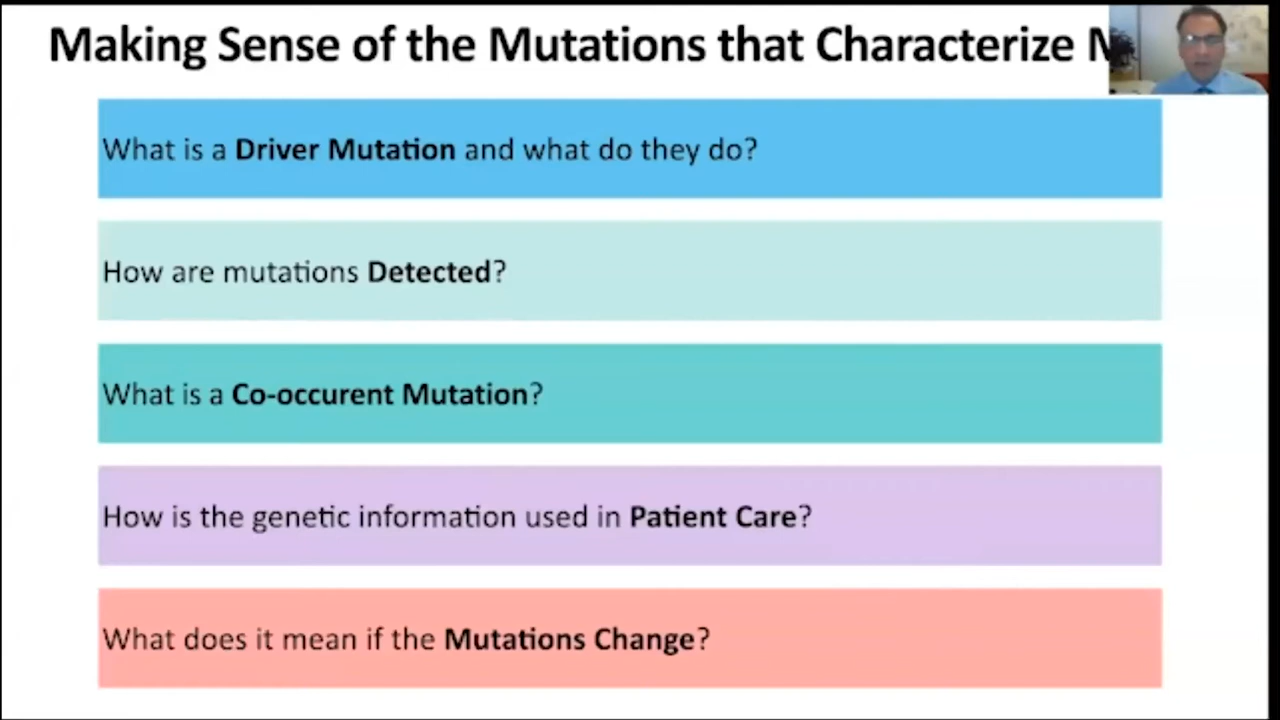 Making Sense of the Mutations that Characterize
What is a Driver Mutation and what do they do?
How are mutations Detected?
What is a Co-occurent Mutation?
How is the genetic information used in Patient Care?
What does it mean if the Mutations Change?